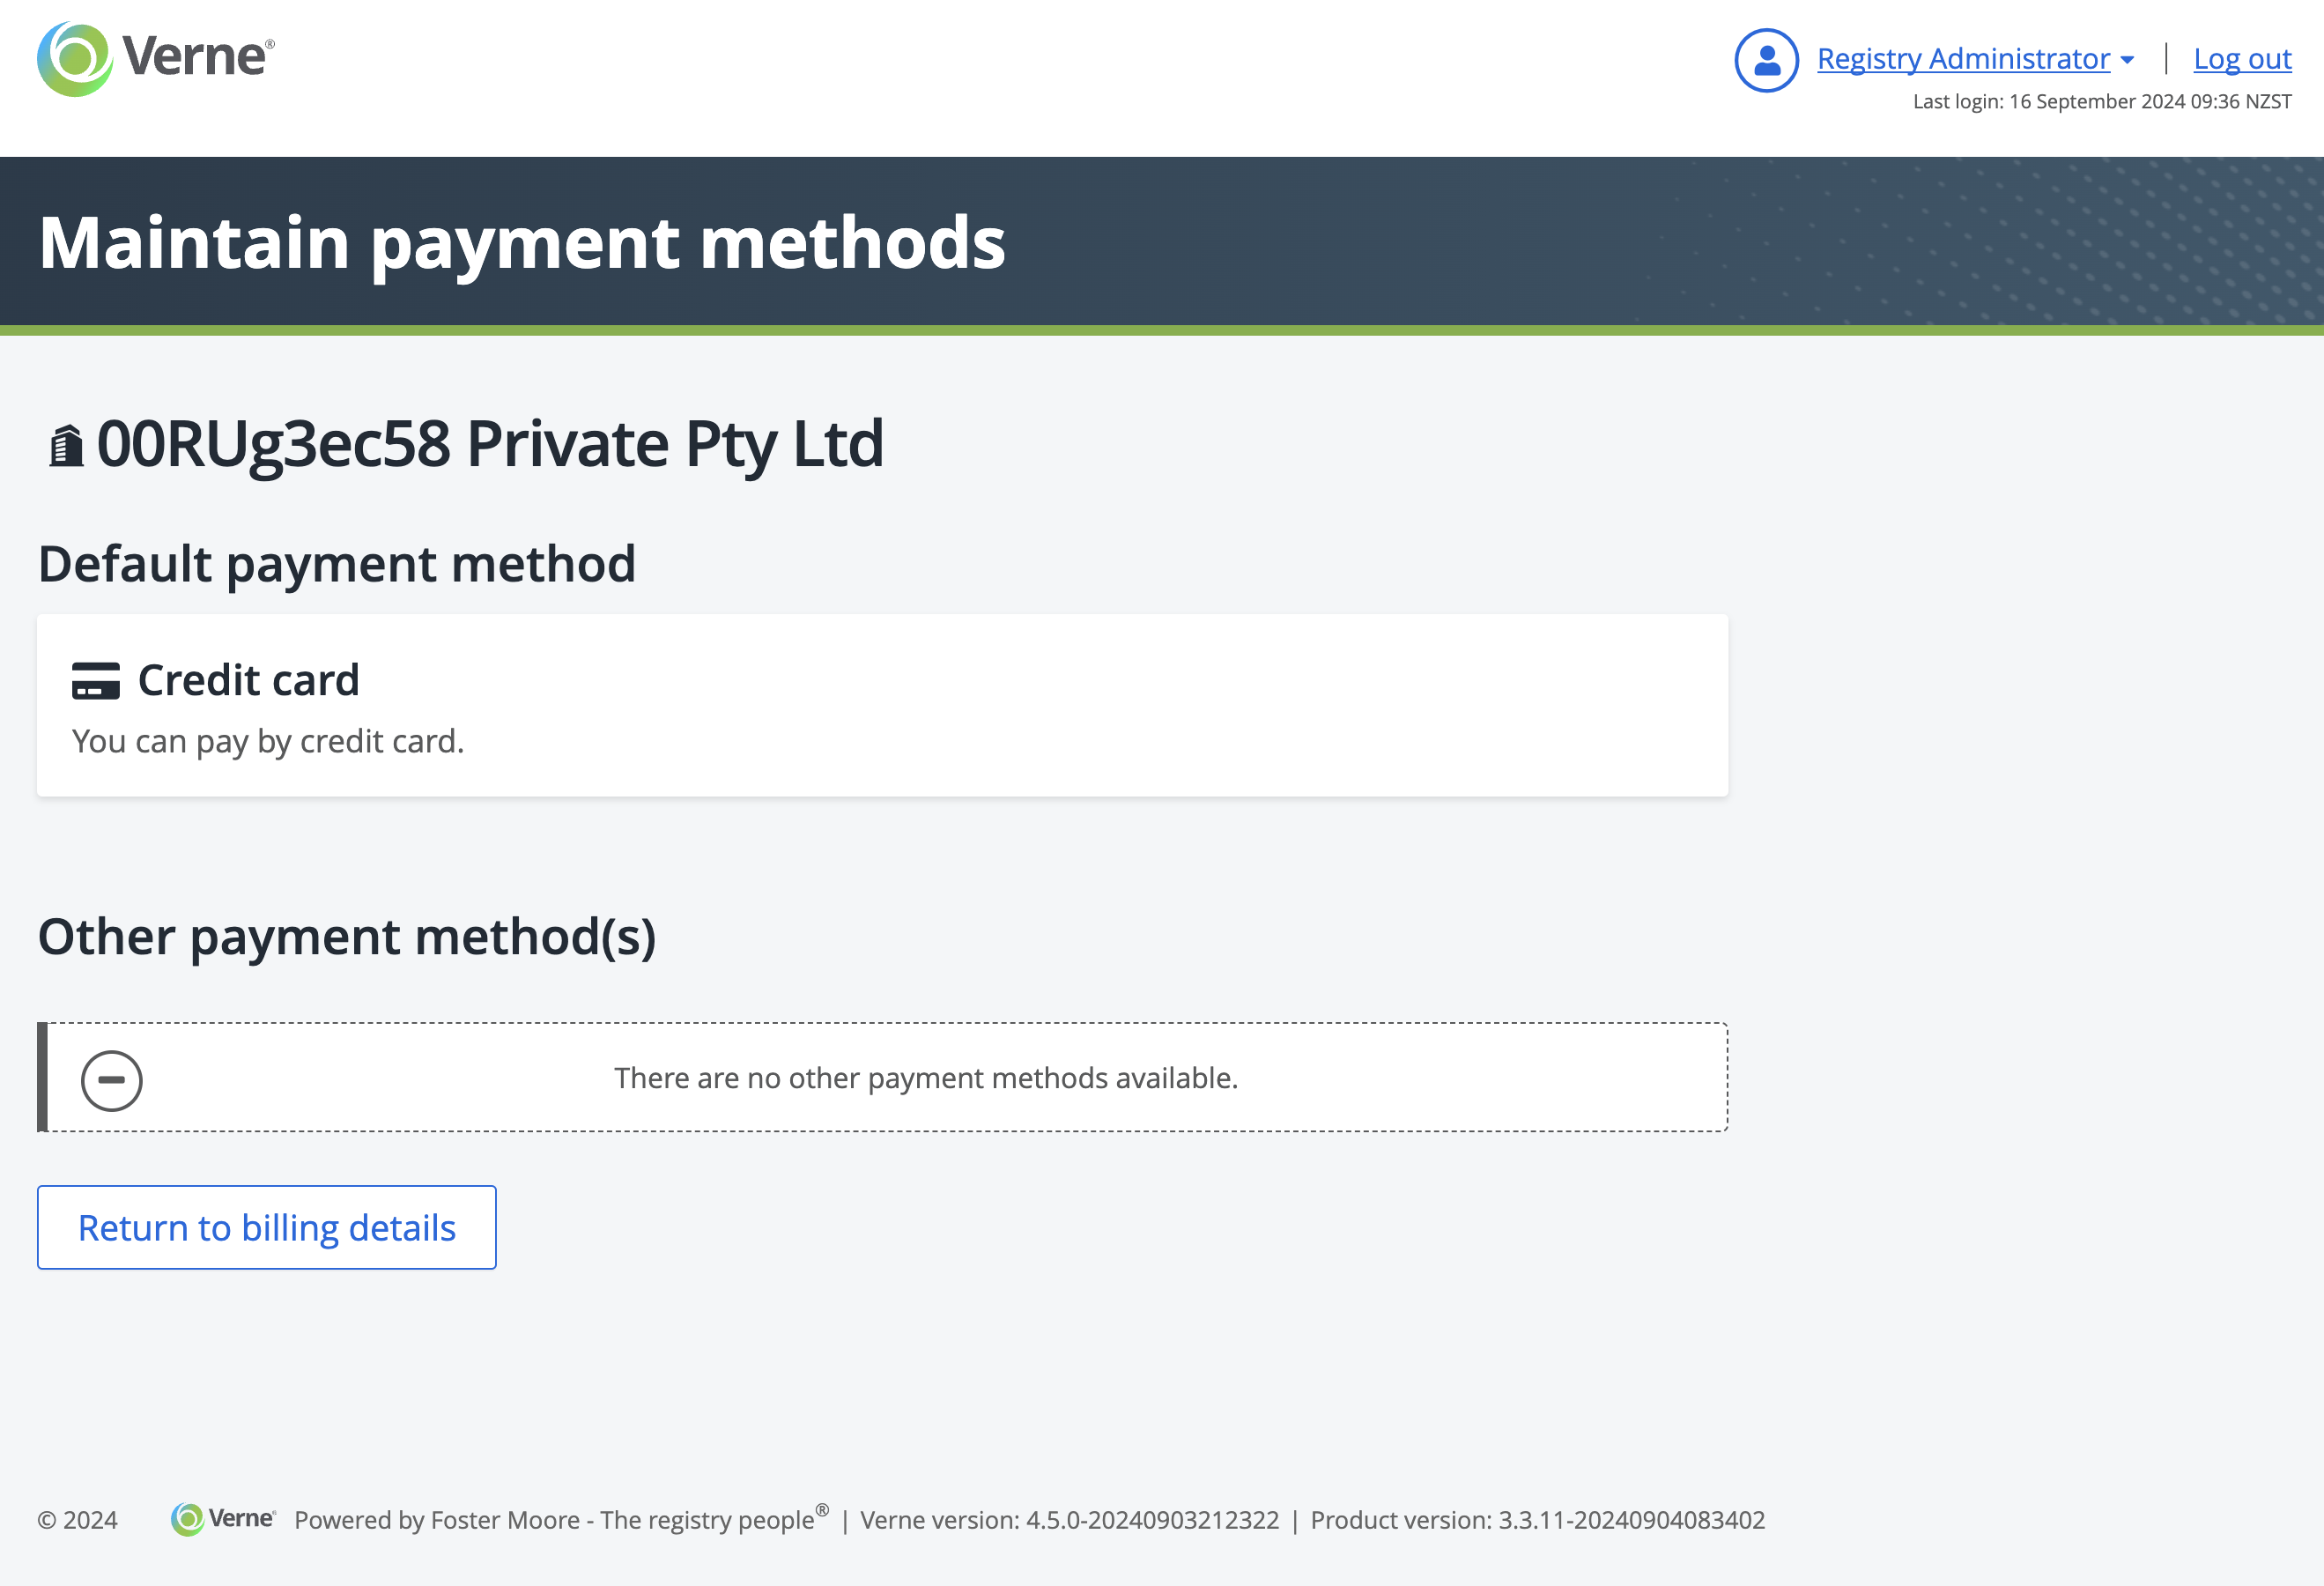 Verne®
Registry Administrator | Log out
Last login: 16 September 2024 09:36 NZST
Maintain payment methods
00RUg3ec58 Private Pty Ltd
Default payment method
Credit card
You can pay by credit card.
Other payment method(s)
There are no other payment methods available.
Return to billing details
© 2024 Verne® Powered by Foster Moore - The registry people® | Verne version: 4.5.0-20240903212322 | Product version: 3.3.11-20240904083402